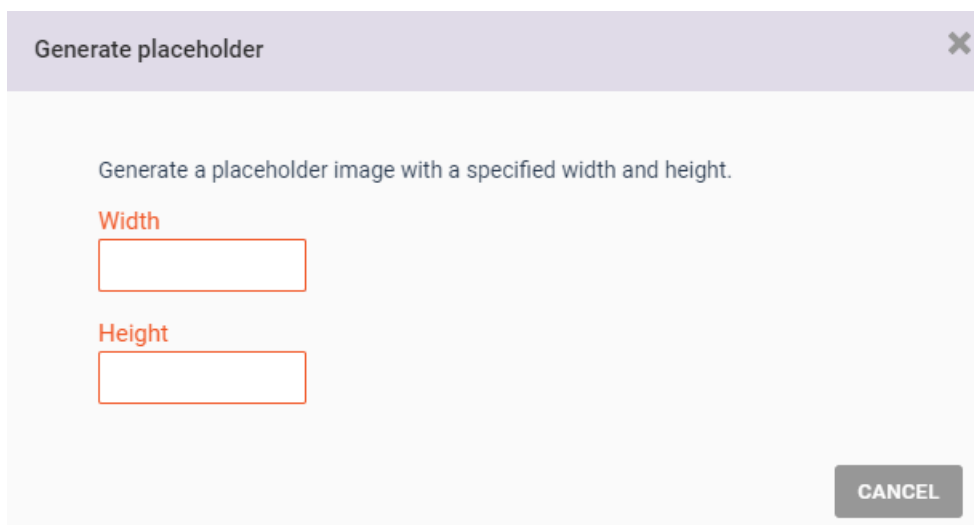 Generate placeholder
Generate a placeholder image with a specified width and height.
Width
Height
CANCEL